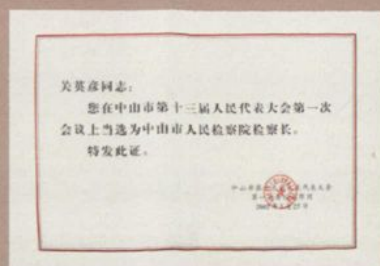 关英彦同志:
您在中山市第十三届人民代表大会第一次
会议上当选为中山市人民检察院检察长。
特发此证。